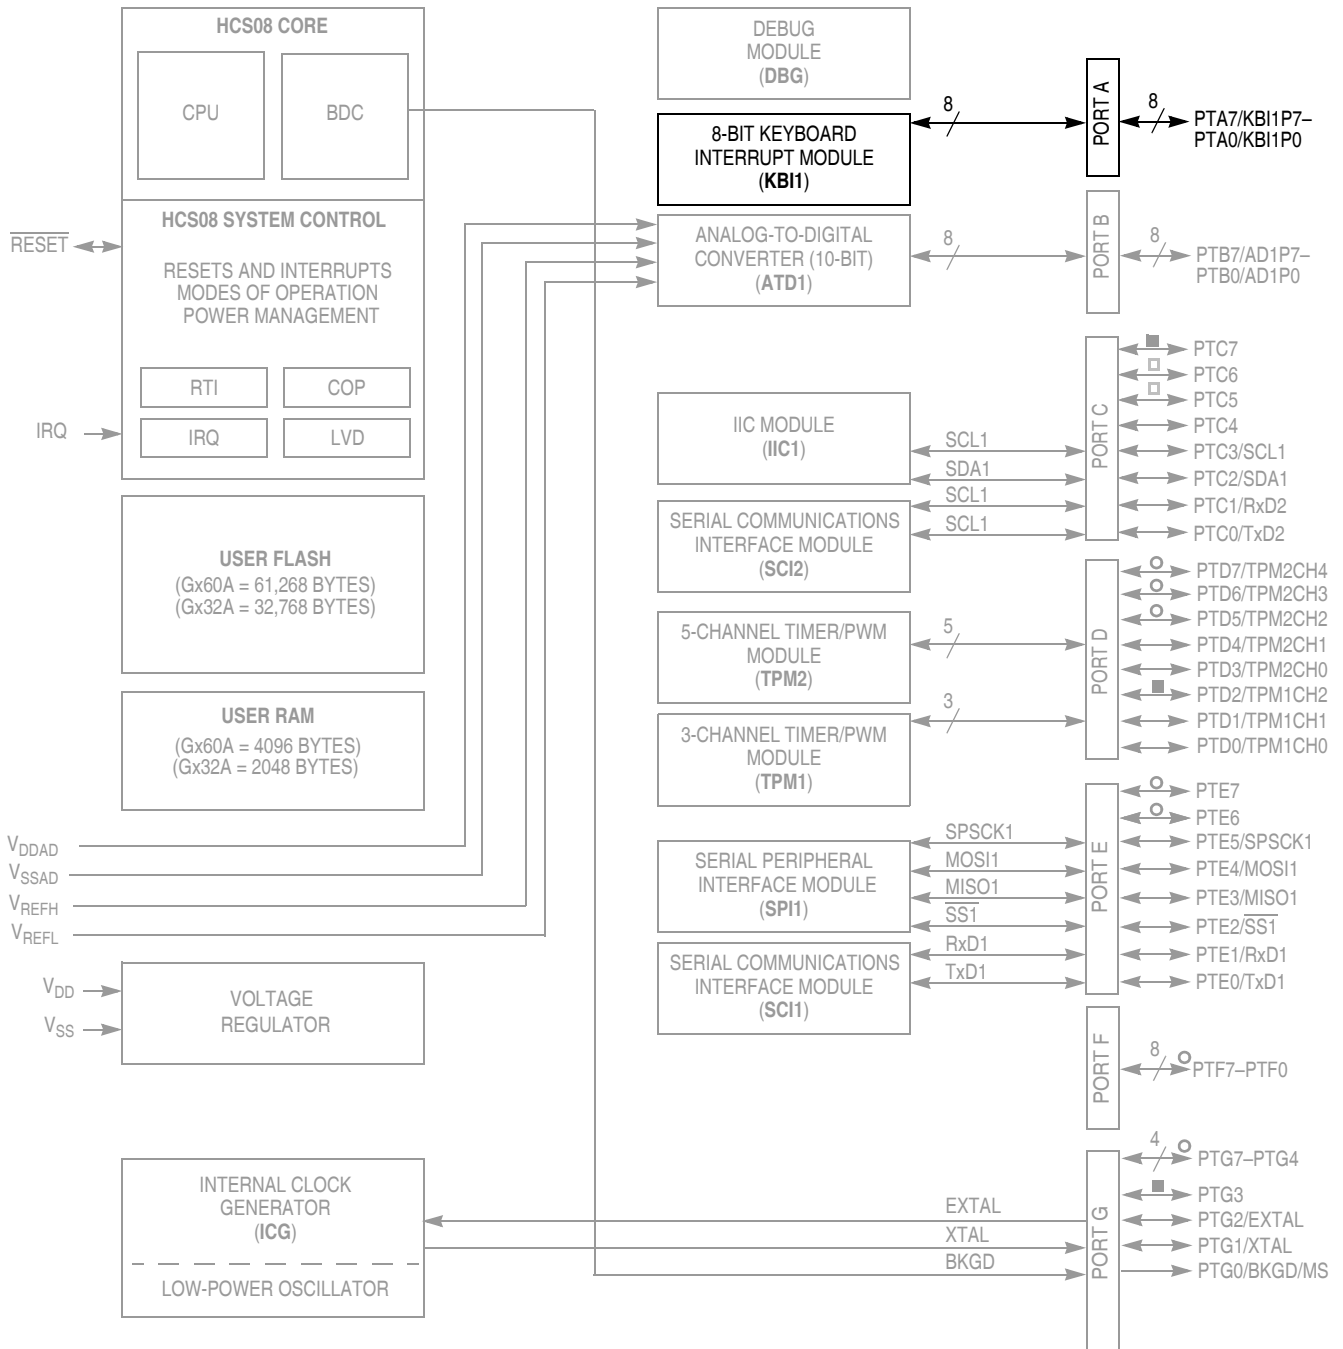 HCS08 CORE
CPU
BDC
HCS08 SYSTEM CONTROL
RESETS AND INTERRUPTS
MODES OF OPERATION
POWER MANAGEMENT
RTI
COP
IRQ
LVD
RESET
IRQ
USER FLASH
(Gx60A = 61,268 BYTES)
(Gx32A = 32,768 BYTES)
USER RAM
(Gx60A = 4096 BYTES)
(Gx32A = 2048 BYTES)
VDDAD
VSSAD
VREFH
VREFL
VDD
VSS
VOLTAGE
REGULATOR
INTERNAL CLOCK
GENERATOR
(ICG)
LOW-POWER OSCILLATOR
DEBUG
MODULE
(DBG)
8-BIT KEYBOARD
INTERRUPT MODULE
(KBI1)
8
PORT A
8
PTA7/KBI1P7–
PTA0/KBI1P0
ANALOG-TO-DIGITAL
CONVERTER (10-BIT)
(ATD1)
8
PORT B
8
PTB7/AD1P7–
PTB0/AD1P0
IIC MODULE
(IIC1)
SCL1
SDA1
SERIAL COMMUNICATIONS
INTERFACE MODULE
(SCI2)
SCL1
SCL1
PORT C
PTC7
PTC6
PTC5
PTC4
PTC3/SCL1
PTC2/SDA1
PTC1/RxD2
PTC0/TxD2
5-CHANNEL TIMER/PWM
MODULE
(TPM2)
5
3-CHANNEL TIMER/PWM
MODULE
(TPM1)
3
PORT D
PTD7/TPM2CH4
PTD6/TPM2CH3
PTD5/TPM2CH2
PTD4/TPM2CH1
PTD3/TPM2CH0
PTD2/TPM1CH2
PTD1/TPM1CH1
PTD0/TPM1CH0
SERIAL PERIPHERAL
INTERFACE MODULE
(SPI1)
SPSCK1
MOSI1
MISO1
SS1
SERIAL COMMUNICATIONS
INTERFACE MODULE
(SCI1)
RxD1
TxD1
PORT E
PTE7
PTE6
PTE5/SPSCK1
PTE4/MOSI1
PTE3/MISO1
PTE2/SS1
PTE1/RxD1
PTE0/TxD1
PORT F
8
PTF7–PTF0
EXTAL
XTAL
BKGD
PORT G
4
PTG7–PTG4
PTG3
PTG2/EXTAL
PTG1/XTAL
PTG0/BKGD/MS